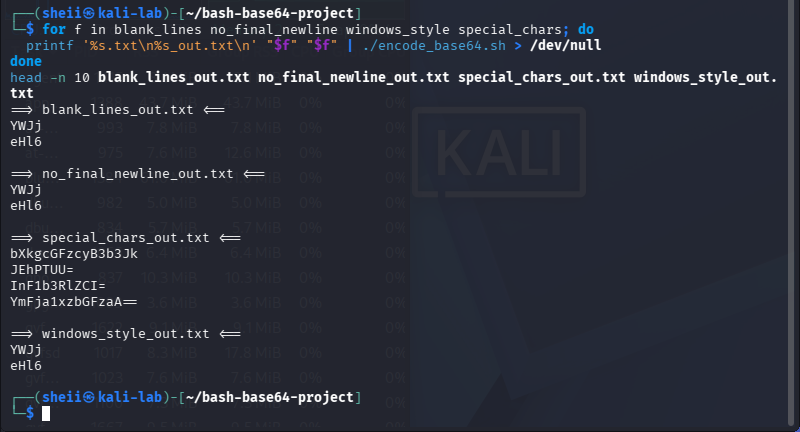 ┌──(sheii㉿kali-lab)-[~/bash-base64-project]
└─$ for f in blank_lines no_final_newline windows_style special_chars; do
  printf '%s.txt\n%s_out.txt\n' "$f" "$f" | ./encode_base64.sh > /dev/null
done
head -n 10 blank_lines_out.txt no_final_newline_out.txt special_chars_out.txt windows_style_out.
txt
==> blank_lines_out.txt <==
YWJj
eHl6

==> no_final_newline_out.txt <==
YWJj
eHl6

==> special_chars_out.txt <==
bXkgcGFzcyB3b3Jk
JEhPTUU=
InF1b3RlZCI=
YmFja1xzbGFzaA==

==> windows_style_out.txt <==
YWJj
eHl6

┌──(sheii㉿kali-lab)-[~/bash-base64-project]
└─$
KALI